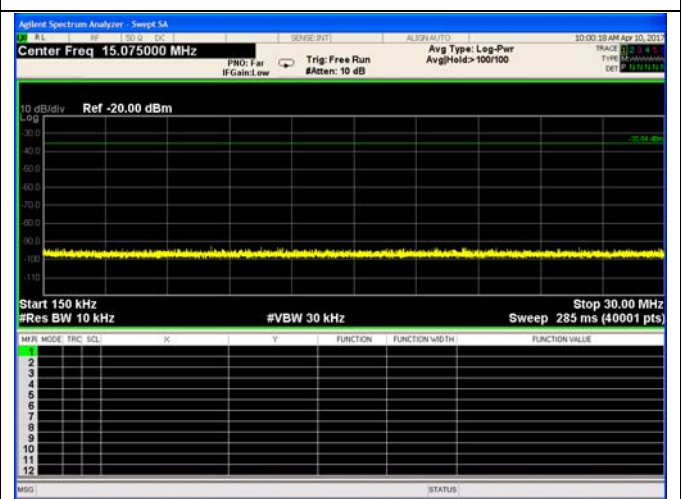 Agilent Spectrum Analyzer - Swept SA
RL RF 50 Ω DC SENSE:INT ALIGN AUTO 10:00:18 AM Apr 10, 2017
Center Freq 15.075000 MHz
PNO: Far
IFGain:Low
Trig: Free Run
#Atten: 10 dB
Avg Type: Log-Pwr
Avg|Hold:> 100/100
TRACE 1 2 3 4 5
TYPE
DET P N N N N
10 dB/div Ref -20.00 dBm
Log
-30.0
-40.0
-50.0
-60.0
-70.0
-80.0
-90.0
-100
-110
Start 150 kHz Stop 30.00 MHz
#Res BW 10 kHz #VBW 30 kHz Sweep 285 ms (40001 pts)
MKR MODE TRC SCL X Y FUNCTION FUNCTION WIDTH FUNCTION VALUE
1
2
3
4
5
6
7
8
9
10
11
12
MSG STATUS